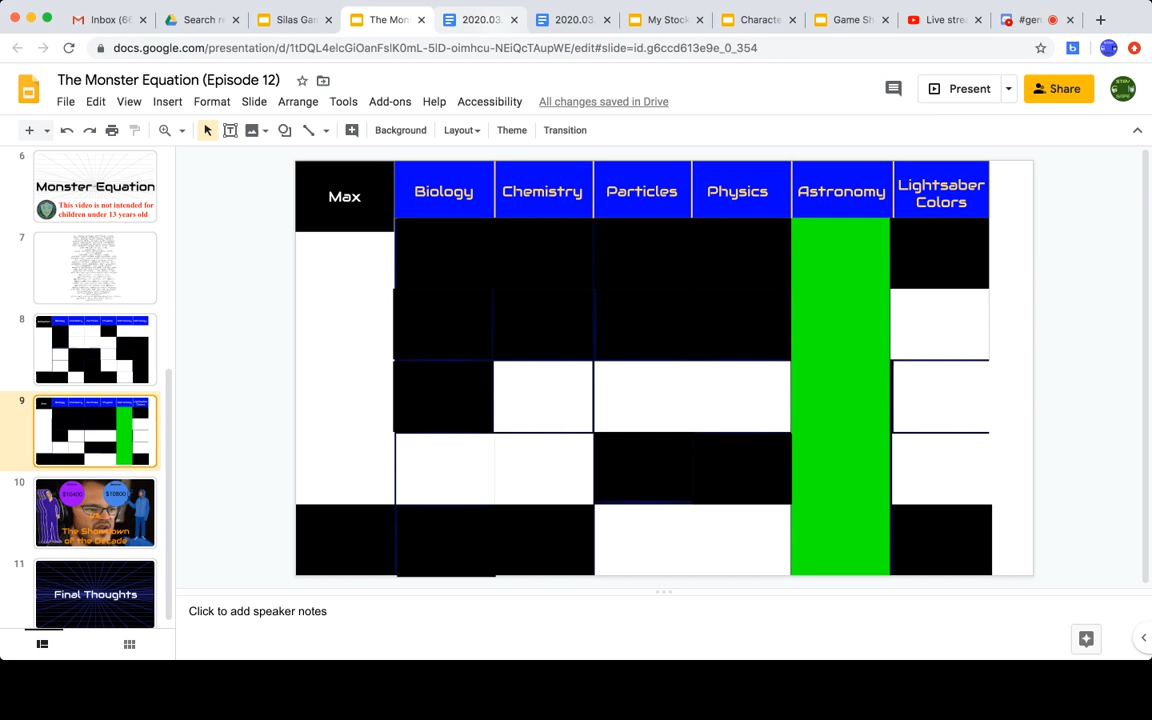 Inbox (6
Search r
Silas Gan
The Mons
2020.03.
2020.03.
My Stock
Characte
Game Sh
Live strea
#gen
docs.google.com/presentation/d/1tDQL4elcGiOanFsIK0mL-5lD-oimhcu-NEiQcTAupWE/edit#slide=id.g6ccd613e9e_0_354
The Monster Equation (Episode 12)
File Edit View Insert Format Slide Arrange Tools Add-ons Help Accessibility All changes saved in Drive
Present
Share
Background Layout Theme Transition
6
Monster Equation
This video is not intended for
children under 13 years old
7
8
9
10
$10400
$10800
The Showdown
of the Decade
11
Final Thoughts
Max
Biology
Chemistry
Particles
Physics
Astronomy
Lightsaber
Colors
Click to add speaker notes